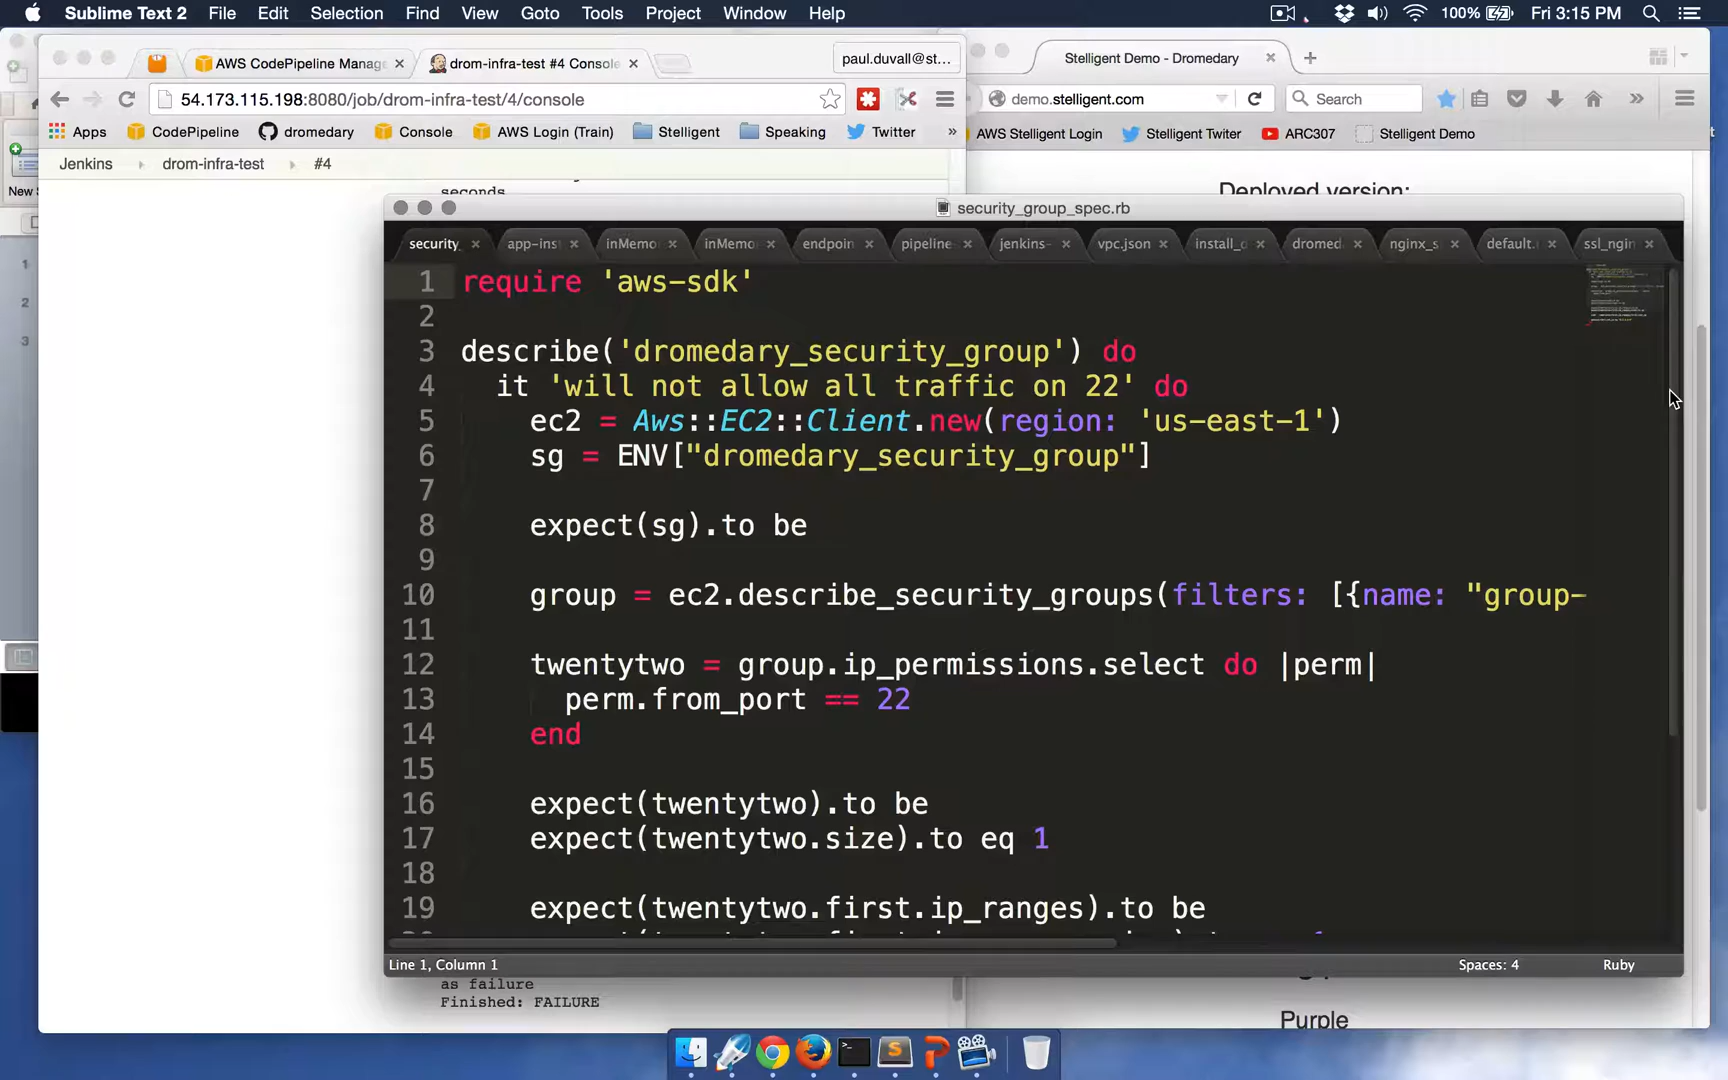 Sublime Text 2 File Edit Selection Find View Goto Tools Project Window Help 100% Fri 3:15 PM
AWS CodePipeline Manage drom-infra-test #4 Console paul.duvall@st... Stelligent Demo - Dromedary
54.173.115.198:8080/job/drom-infra-test/4/console demo.stelligent.com Search
Apps CodePipeline dromedary Console AWS Login (Train) Stelligent Speaking Twitter » AWS Stelligent Login Stelligent Twiter ARC307 Stelligent Demo
Jenkins drom-infra-test #4
New S
seconds
Deployed version:
security_group_spec.rb
security_ app-inst inMemo inMemo endpoin pipeline jenkins- vpc.json install_c dromed nginx_s default. ssl_ngin
1 require 'aws-sdk'
2
3 describe('dromedary_security_group') do
4 it 'will not allow all traffic on 22' do
5 ec2 = Aws::EC2::Client.new(region: 'us-east-1')
6 sg = ENV["dromedary_security_group"]
7
8 expect(sg).to be
9
10 group = ec2.describe_security_groups(filters: [{name: "group-
11
12 twentytwo = group.ip_permissions.select do |perm|
13 perm.from_port == 22
14 end
15
16 expect(twentytwo).to be
17 expect(twentytwo.size).to eq 1
18
19 expect(twentytwo.first.ip_ranges).to be
Line 1, Column 1 Spaces: 4 Ruby
as failure
Finished: FAILURE
Purple
1
2
3